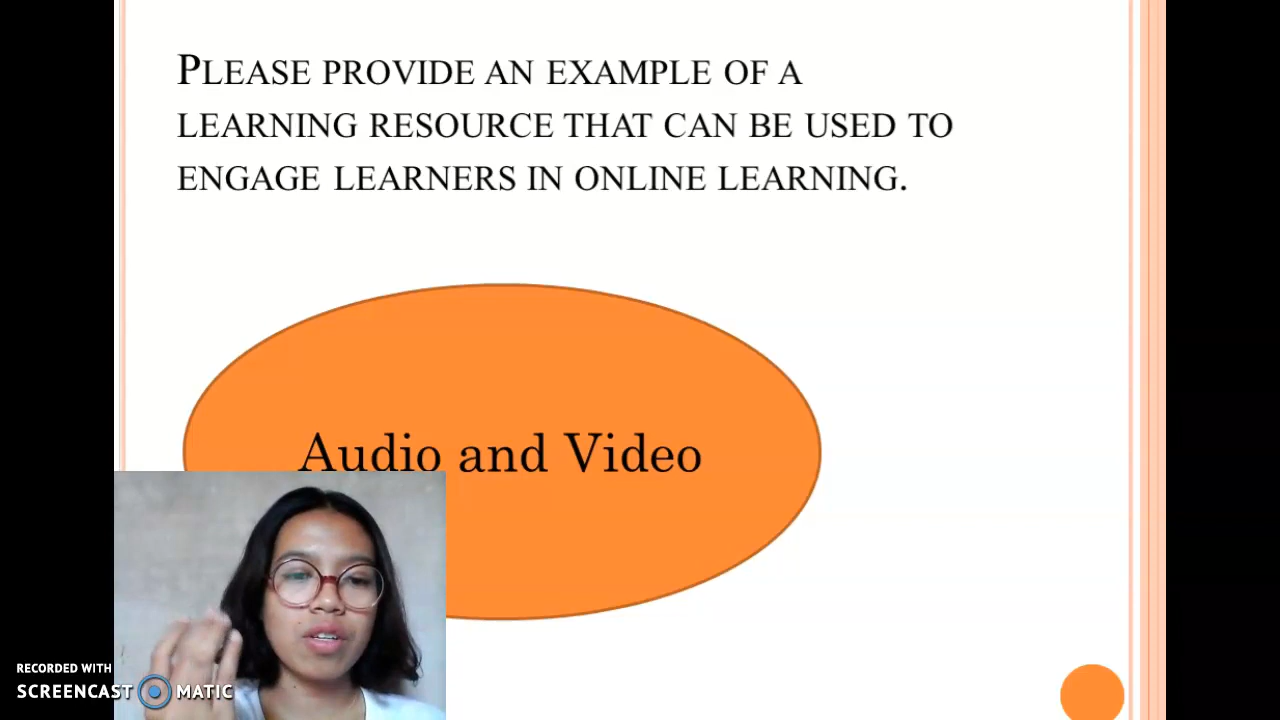 PLEASE PROVIDE AN EXAMPLE OF A
LEARNING RESOURCE THAT CAN BE USED TO
ENGAGE LEARNERS IN ONLINE LEARNING.
Audio and Video
RECORDED WITH
SCREENCAST MATIC